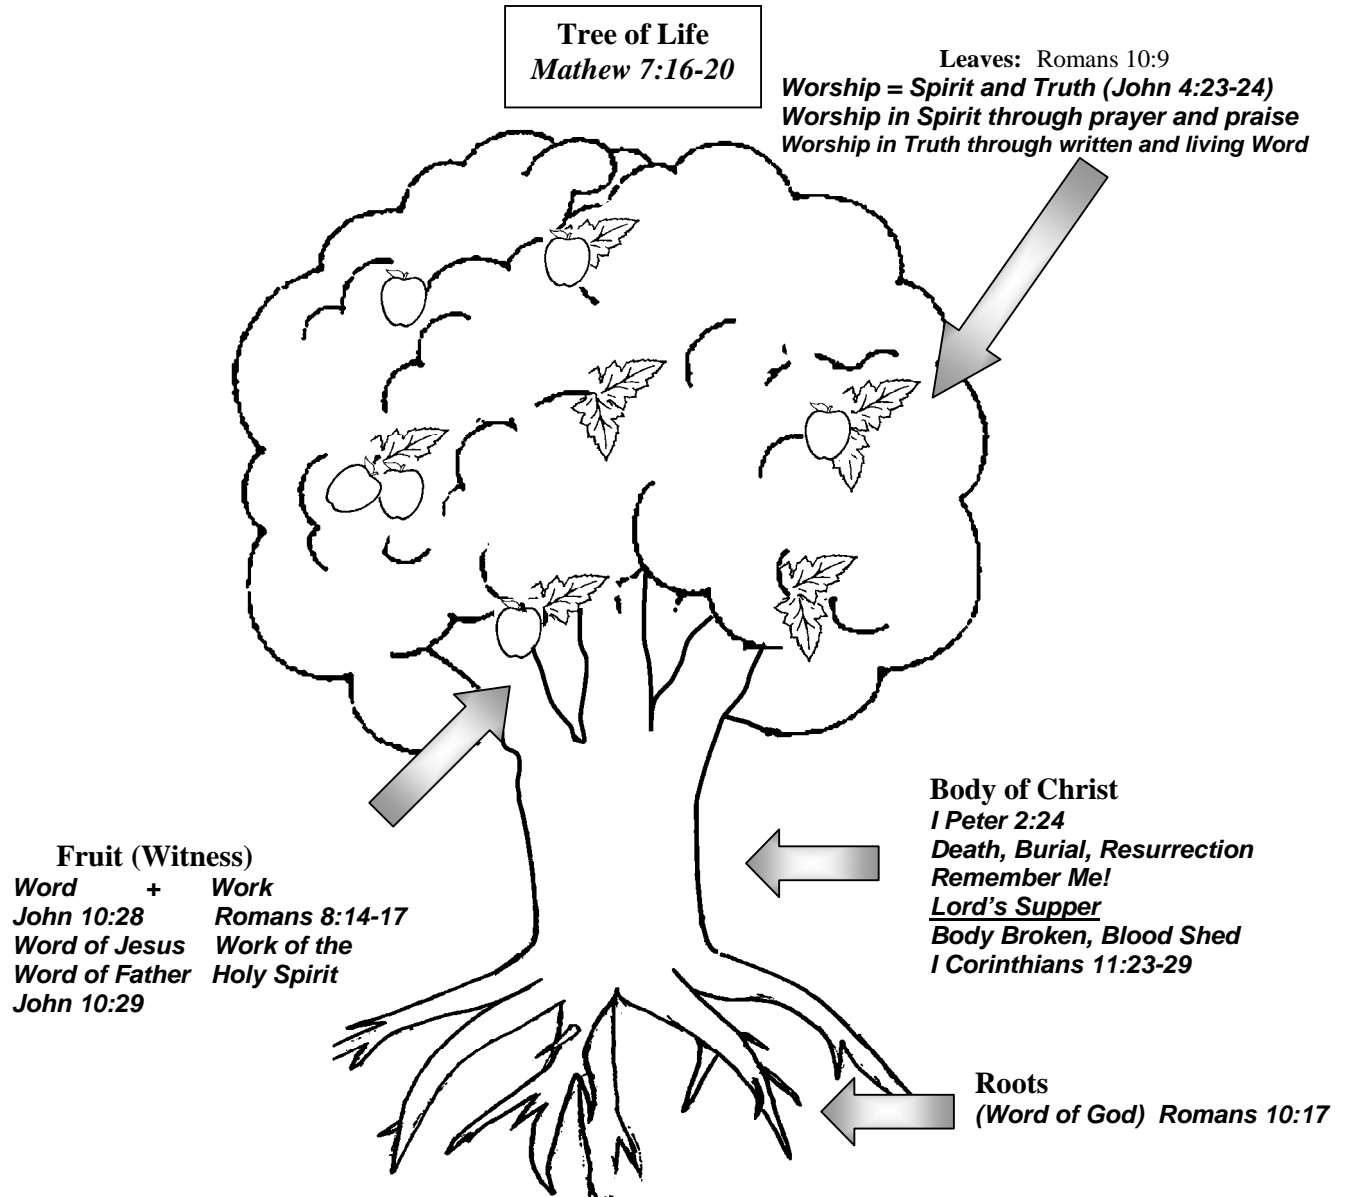 Tree of Life
Mathew 7:16-20
Leaves: Romans 10:9
Worship = Spirit and Truth (John 4:23-24)
Worship in Spirit through prayer and praise
Worship in Truth through written and living Word
Body of Christ
I Peter 2:24
Death, Burial, Resurrection
Remember Me!
Lord's Supper
Body Broken, Blood Shed
I Corinthians 11:23-29
Fruit (Witness)
Word + Work
John 10:28 Romans 8:14-17
Word of Jesus Work of the
Word of Father Holy Spirit
John 10:29
Roots
(Word of God) Romans 10:17